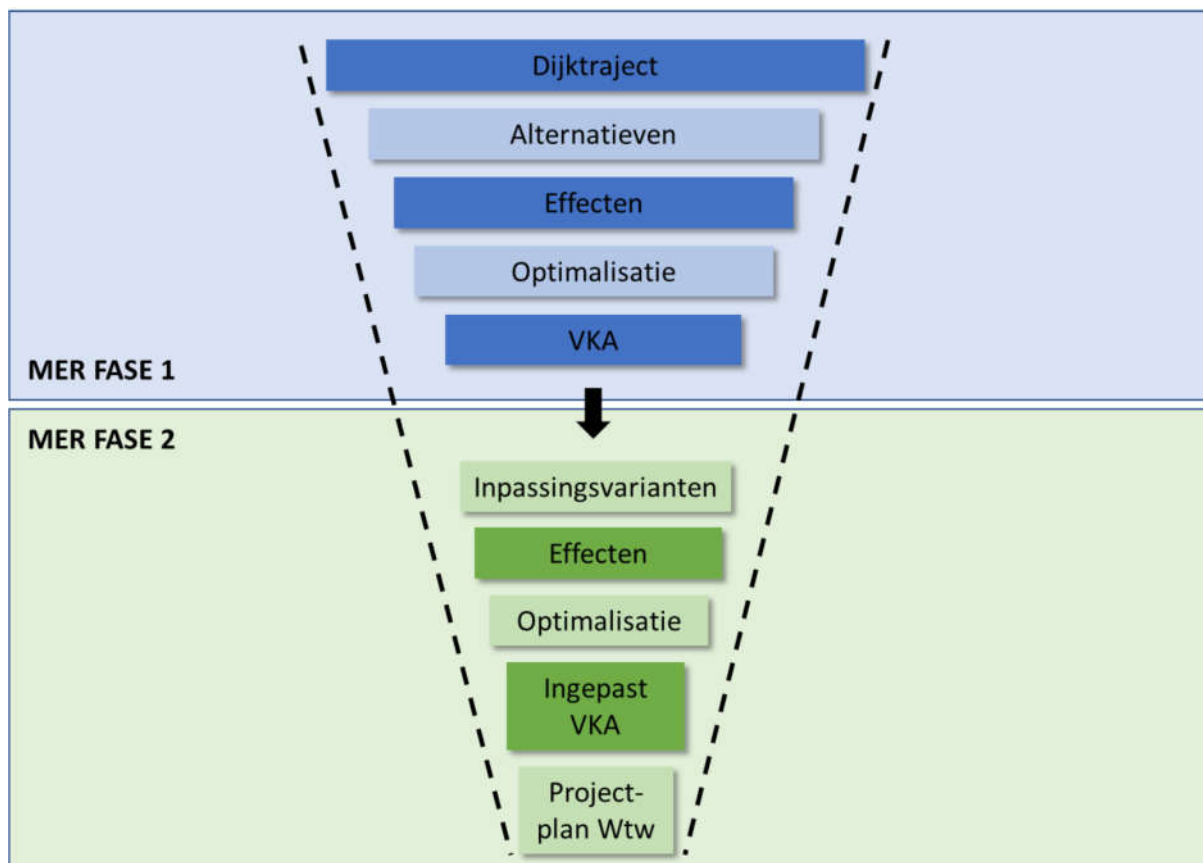 Dijktraject
Alternatieven
Effecten
Optimalisatie
VKA
MER FASE 1
MER FASE 2
Inpassingsvarianten
Effecten
Optimalisatie
Ingepast
VKA
Project-
plan Wtw